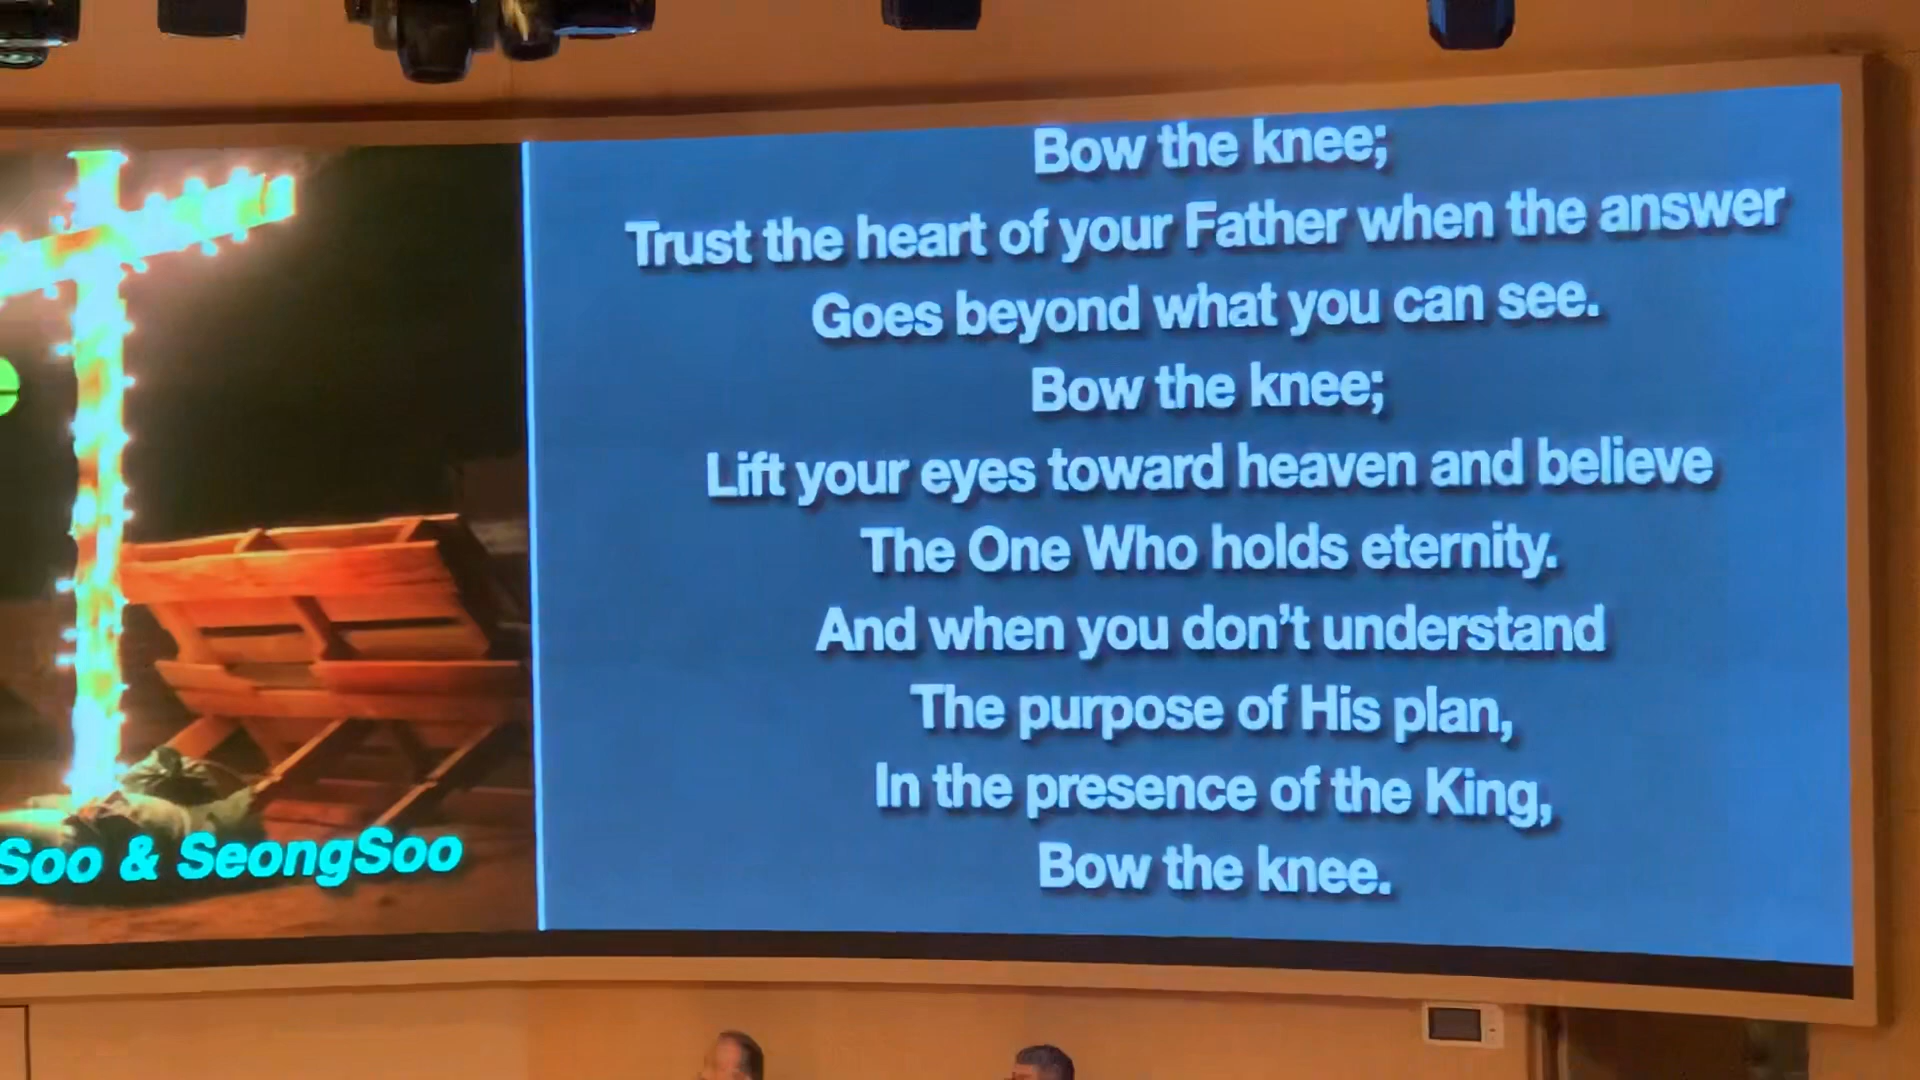 Bow the knee;
Trust the heart of your Father when the answer
Goes beyond what you can see.
Bow the knee;
Lift your eyes toward heaven and believe
The One Who holds eternity.
And when you don't understand
The purpose of His plan,
In the presence of the King,
Bow the knee.
Soo & SeongSoo